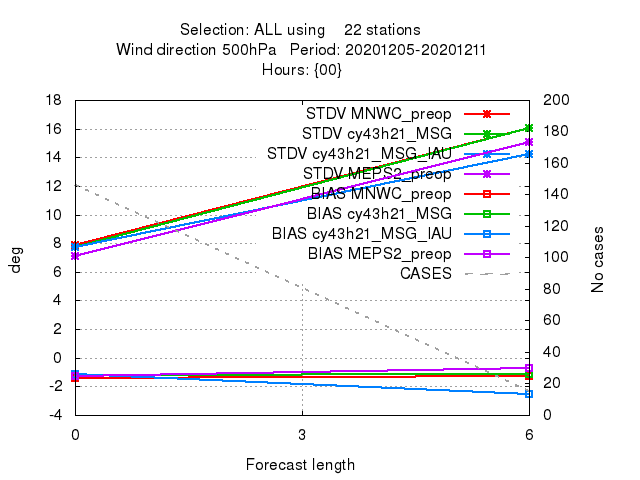 Selection: ALL using 22 stations
Wind direction 500hPa Period: 20201205-20201211
Hours: {00}
18
16
14
12
10
8
6
4
2
0
-2
-4
200
180
160
140
120
100
80
60
40
20
0
deg
No cases
STDV MNWC_preop
STDV cy43h21_MSG
STDV cy43h21_MSG_IAU
STDV MEPS2_preop
BIAS MNWC_preop
BIAS cy43h21_MSG
BIAS cy43h21_MSG_IAU
BIAS MEPS2_preop
CASES
0 3 6
Forecast length